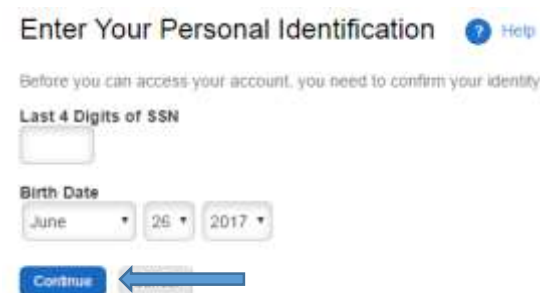 Enter Your Personal Identification ? Help
Before you can access your account, you need to confirm your identity
Last 4 Digits of SSN
Birth Date
June 26 2017
Continue